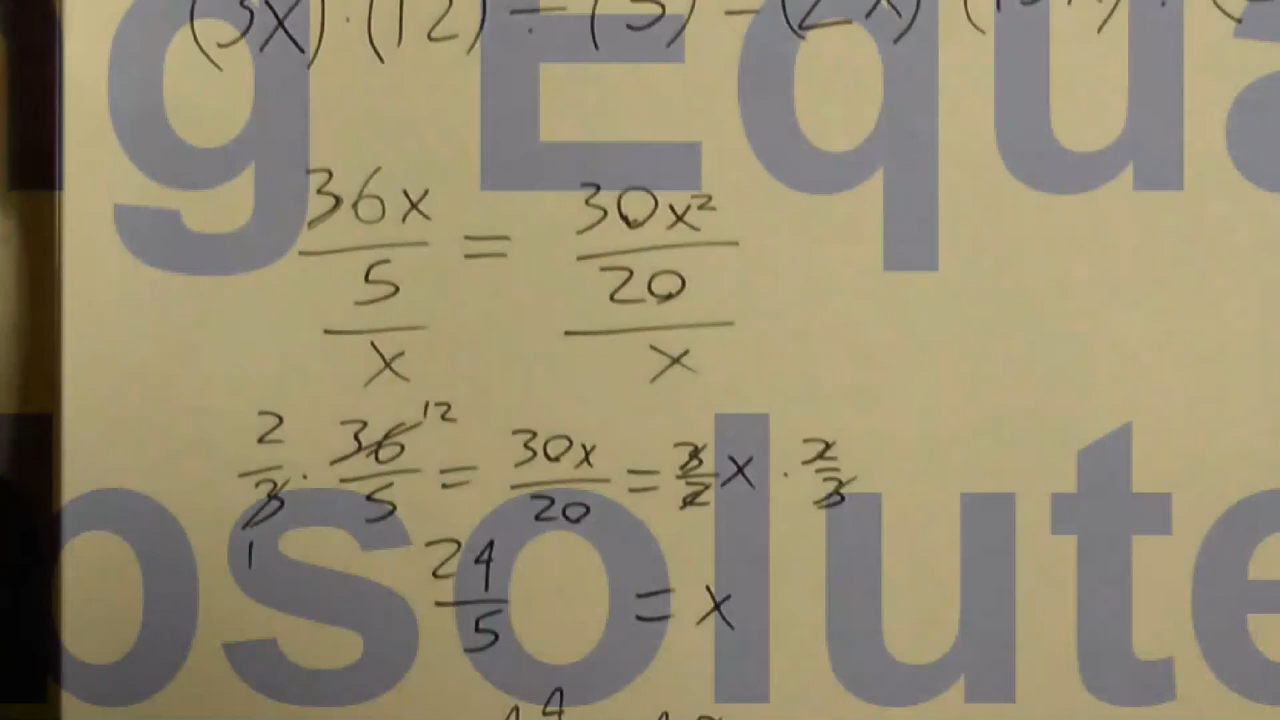 (3x)·(12) ÷ (5) = (2x)
g Equa
36x/5/x = 30x²/20/x
2/3 1 · 36/5 12 = 30x/20 = 3/2 x · 2/3
24/5 = x
bsolute